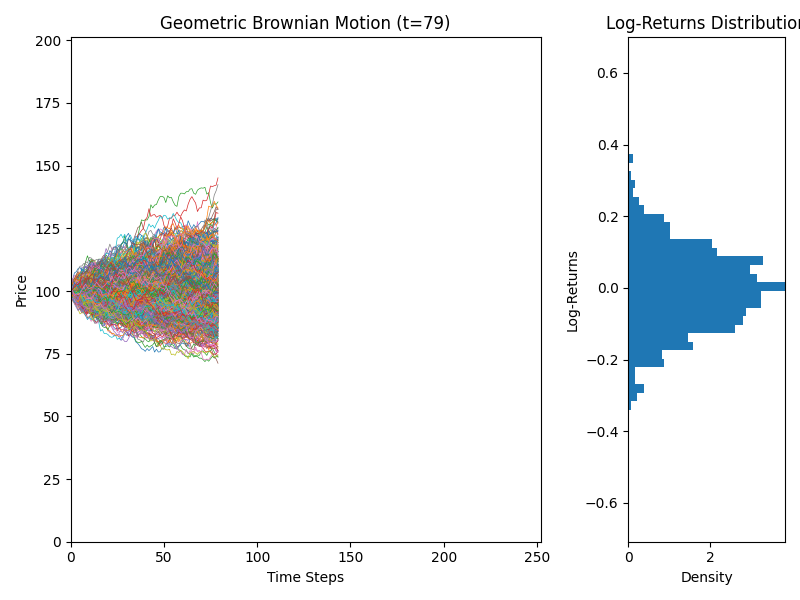 Geometric Brownian Motion (t=79)
200
175
150
125
100
75
50
25
0
Price
0 50 100 150 200 250
Time Steps
Log-Returns Distribution
0.6
0.4
0.2
0.0
−0.2
−0.4
−0.6
Log-Returns
0 2
Density